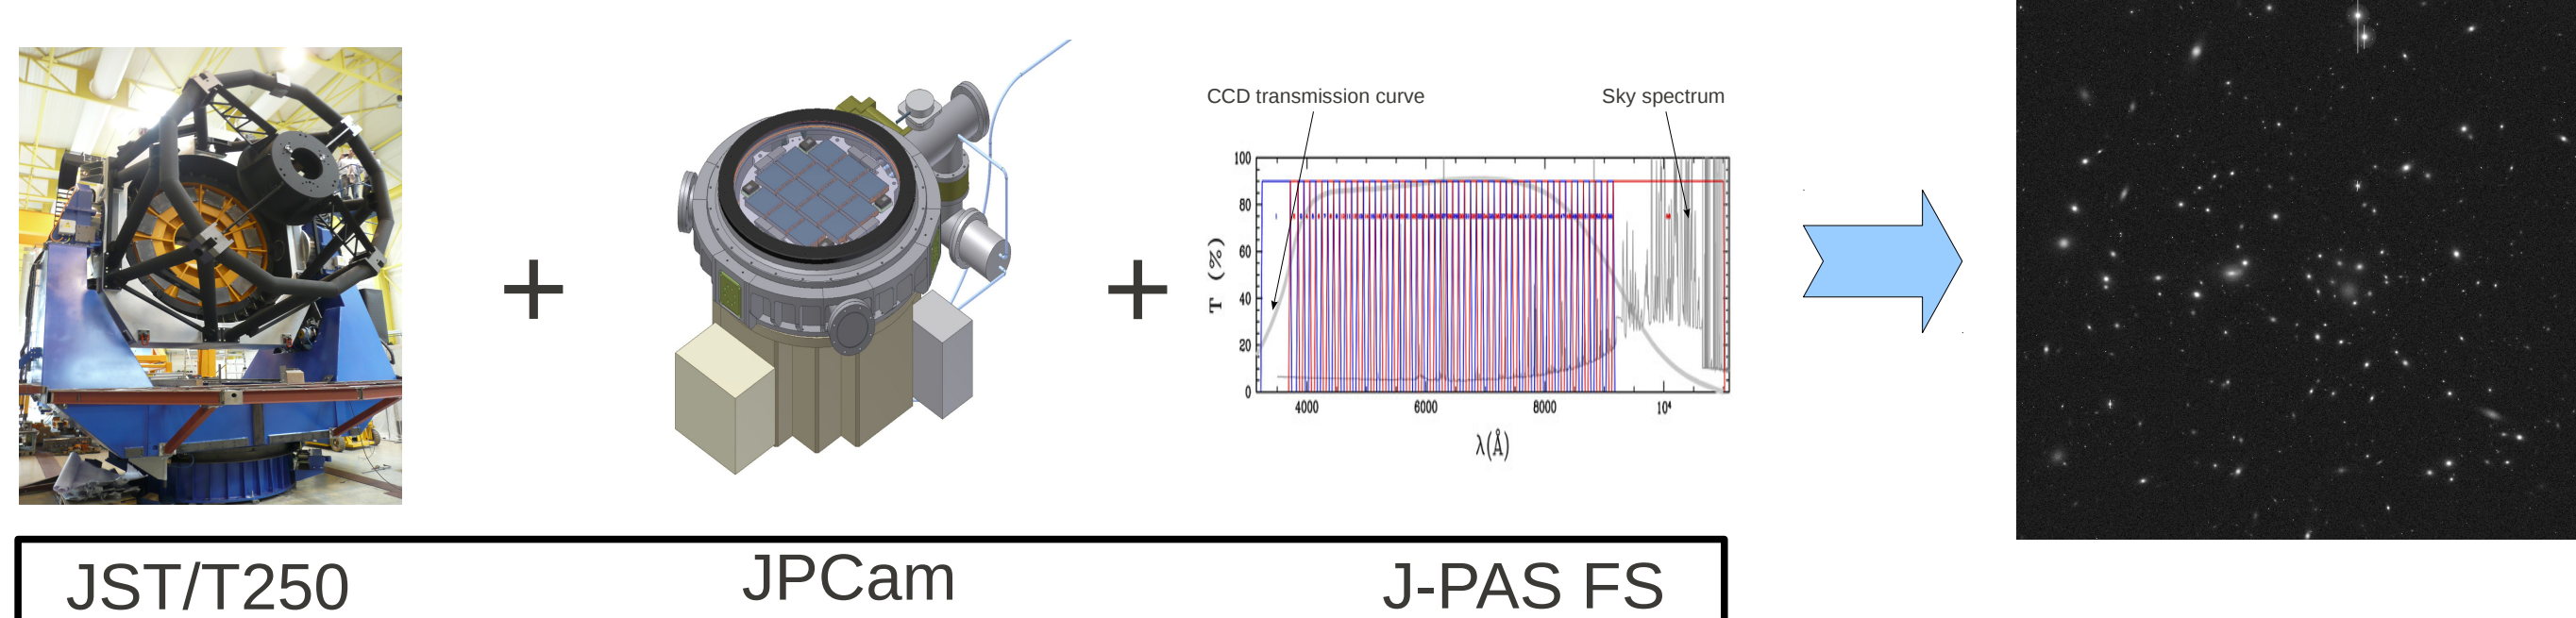 CCD transmission curve
Sky spectrum
+
+
100
80
60
40
20
0
T (%)
4000
6000
8000
10⁴
λ(Å)
JST/T250
JPCam
J-PAS FS